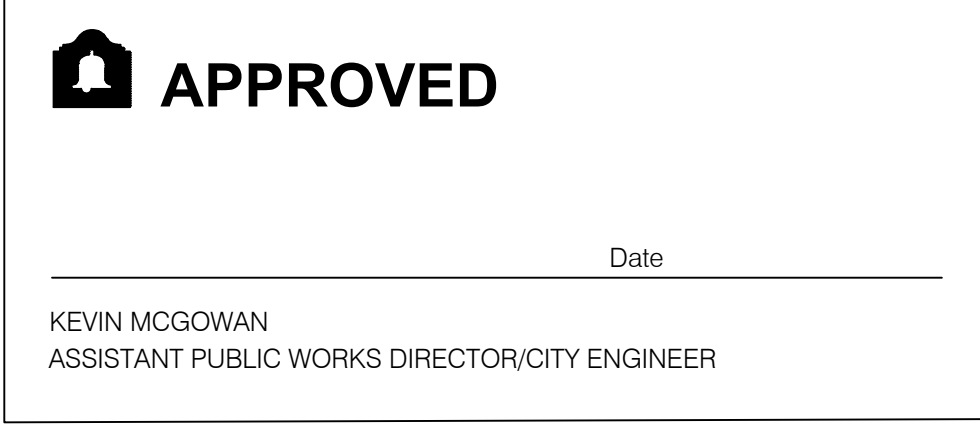 APPROVED
Date
KEVIN MCGOWAN
ASSISTANT PUBLIC WORKS DIRECTOR/CITY ENGINEER